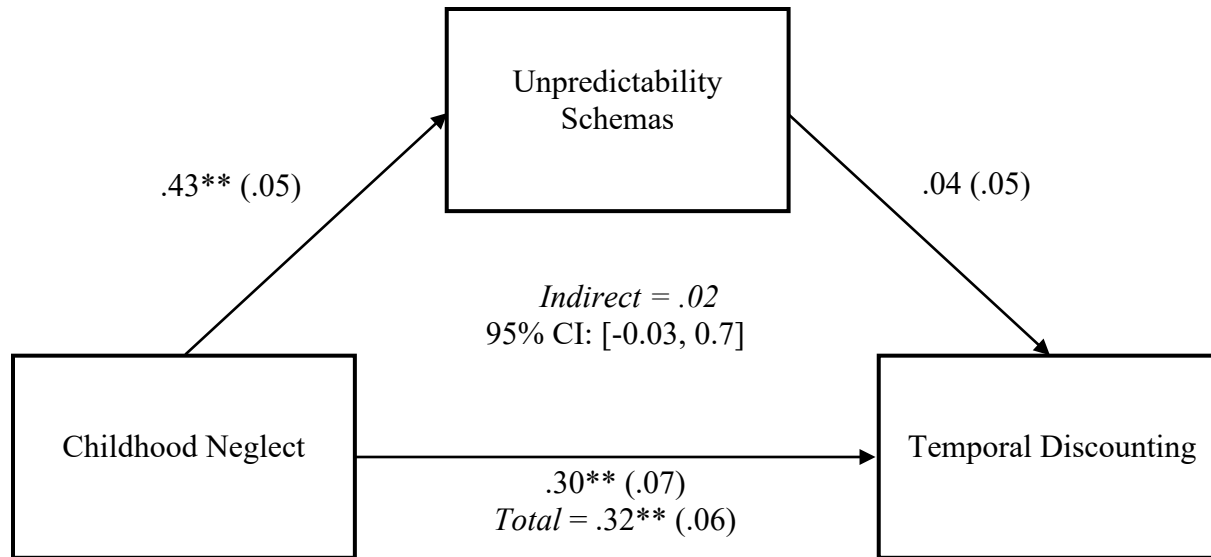 Unpredictability
Schemas
.43** (.05)
.04 (.05)
Indirect = .02
95% CI: [-0.03, 0.7]
Childhood Neglect
Temporal Discounting
.30** (.07)
Total = .32** (.06)